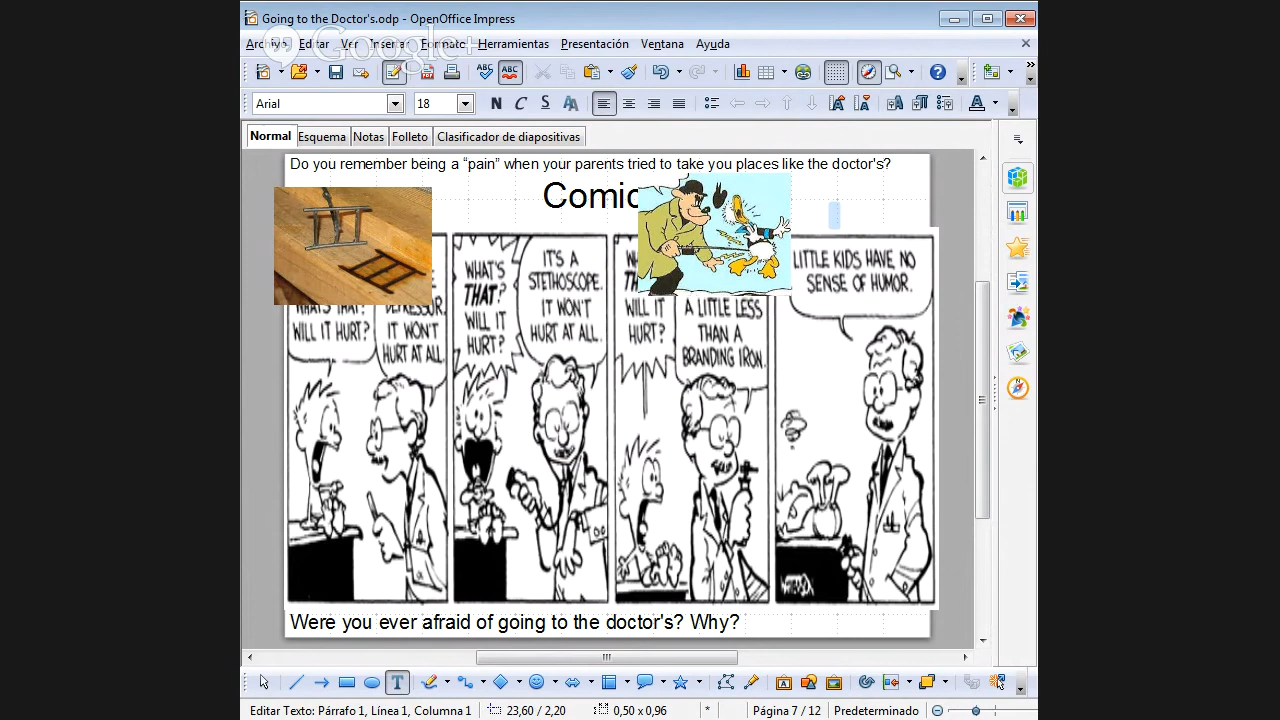 Going to the Doctor's.odp - OpenOffice Impress
Archivo Editar Ver Insertar Formato Herramientas Presentación Ventana Ayuda
Google+
ABC ABC
Arial 18 N C S
Normal Esquema Notas Folleto Clasificador de diapositivas
Do you remember being a “pain” when your parents tried to take you places like the doctor's?
Comic
WHAT'S THAT?
WILL IT HURT?
DEPRESSOR.
IT WON'T
HURT AT ALL.
WHAT'S
THAT?
WILL IT
HURT?
IT'S A
STETHOSCOPE.
IT WON'T
HURT AT ALL.
WILL IT
HURT?
A LITTLE LESS
THAN A
BRANDING IRON.
LITTLE KIDS HAVE NO
SENSE OF HUMOR.
WATTERSON
Were you ever afraid of going to the doctor's? Why?
Editar Texto: Párrafo 1, Línea 1, Columna 1 23,60 / 2,20 0,50 x 0,96 * Página 7 / 12 Predeterminado